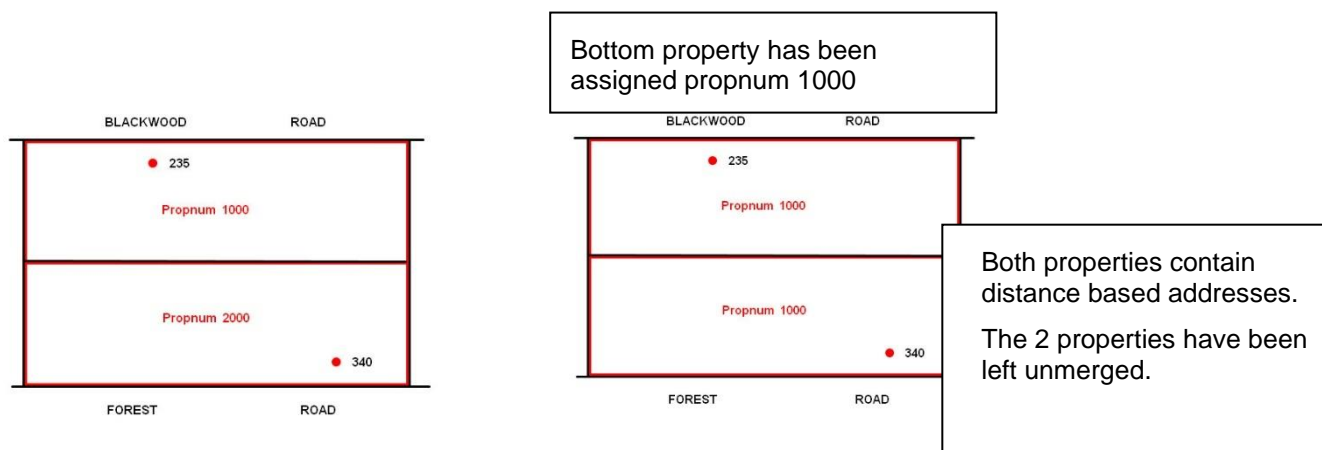 Bottom property has been
assigned propnum 1000
BLACKWOOD ROAD
235
Propnum 1000
Propnum 2000
340
FOREST ROAD
BLACKWOOD ROAD
235
Propnum 1000
Propnum 1000
340
FOREST ROAD
Both properties contain
distance based addresses.
The 2 properties have been
left unmerged.